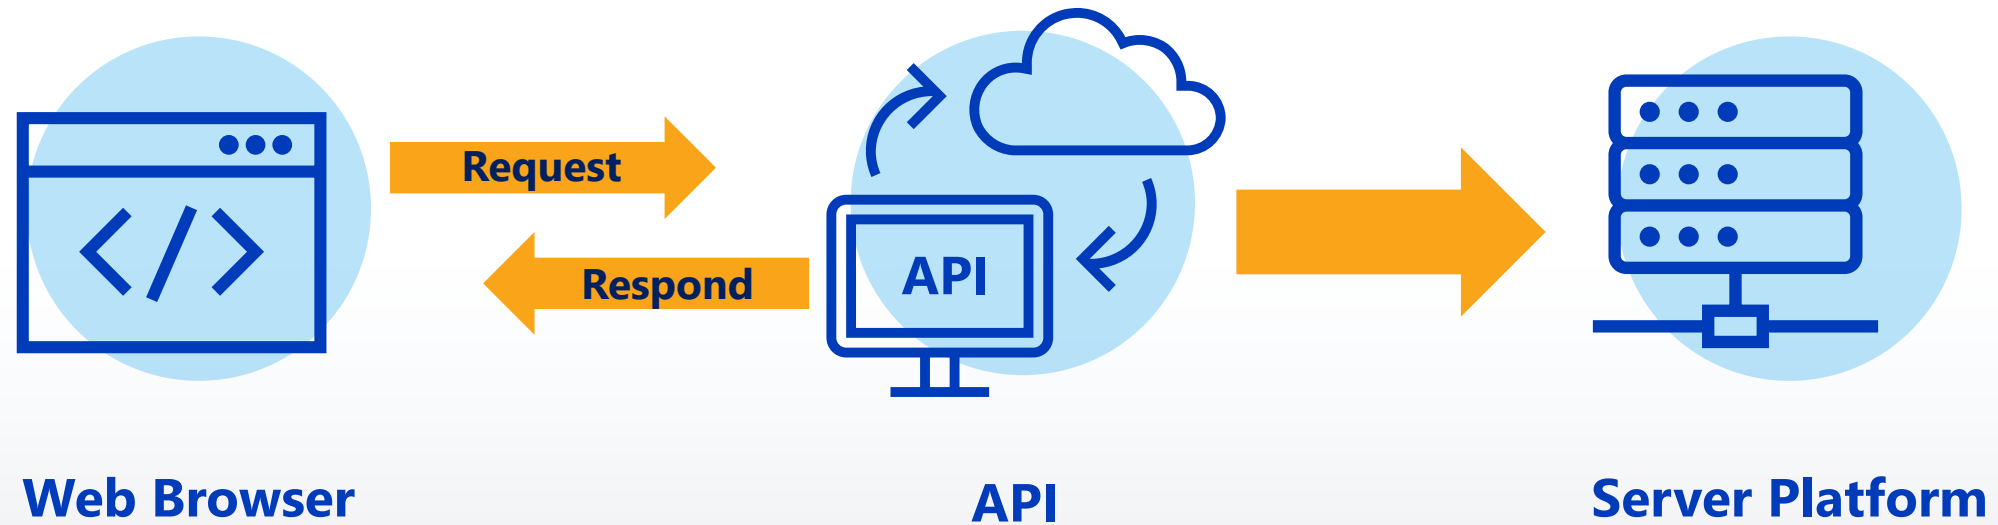 Request
Respond
API
Web Browser
API
Server Platform